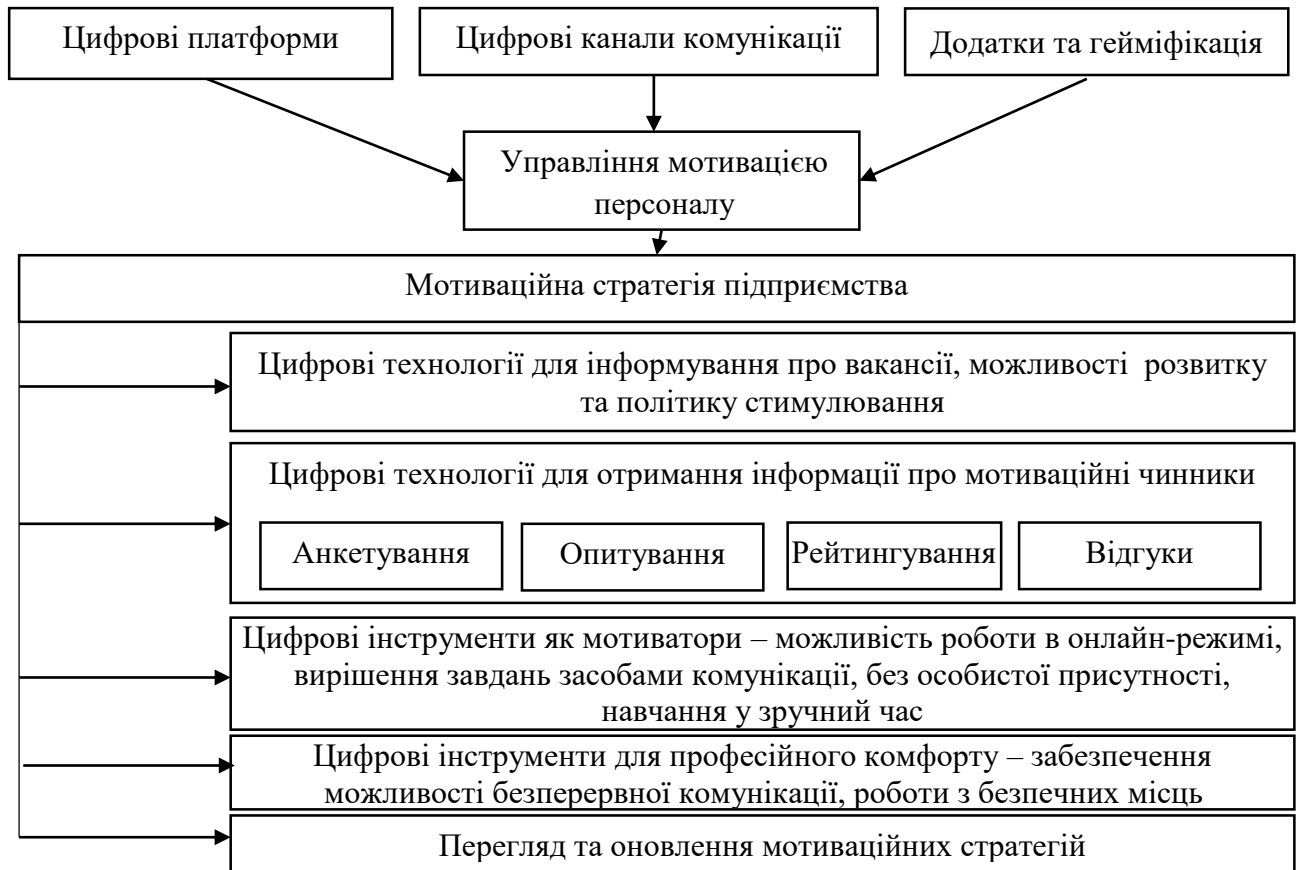 Цифрові платформи
Цифрові канали комунікації
Додатки та гейміфікація
Управління мотивацією
персоналу
Мотиваційна стратегія підприємства
Цифрові технології для інформування про вакансії, можливості розвитку
та політику стимулювання
Цифрові технології для отримання інформації про мотиваційні чинники
Анкетування
Опитування
Рейтингування
Відгуки
Цифрові інструменти як мотиватори – можливість роботи в онлайн-режимі,
вирішення завдань засобами комунікації, без особистої присутності,
навчання у зручний час
Цифрові інструменти для професійного комфорту – забезпечення
можливості безперервної комунікації, роботи з безпечних місць
Перегляд та оновлення мотиваційних стратегій